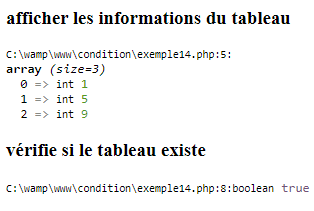 afficher les informations du tableau
C:\wamp\www\condition\exemple14.php:5:
array (size=3)
0 => int 1
1 => int 5
2 => int 9
vérifie si le tableau existe
C:\wamp\www\condition\exemple14.php:8:boolean true